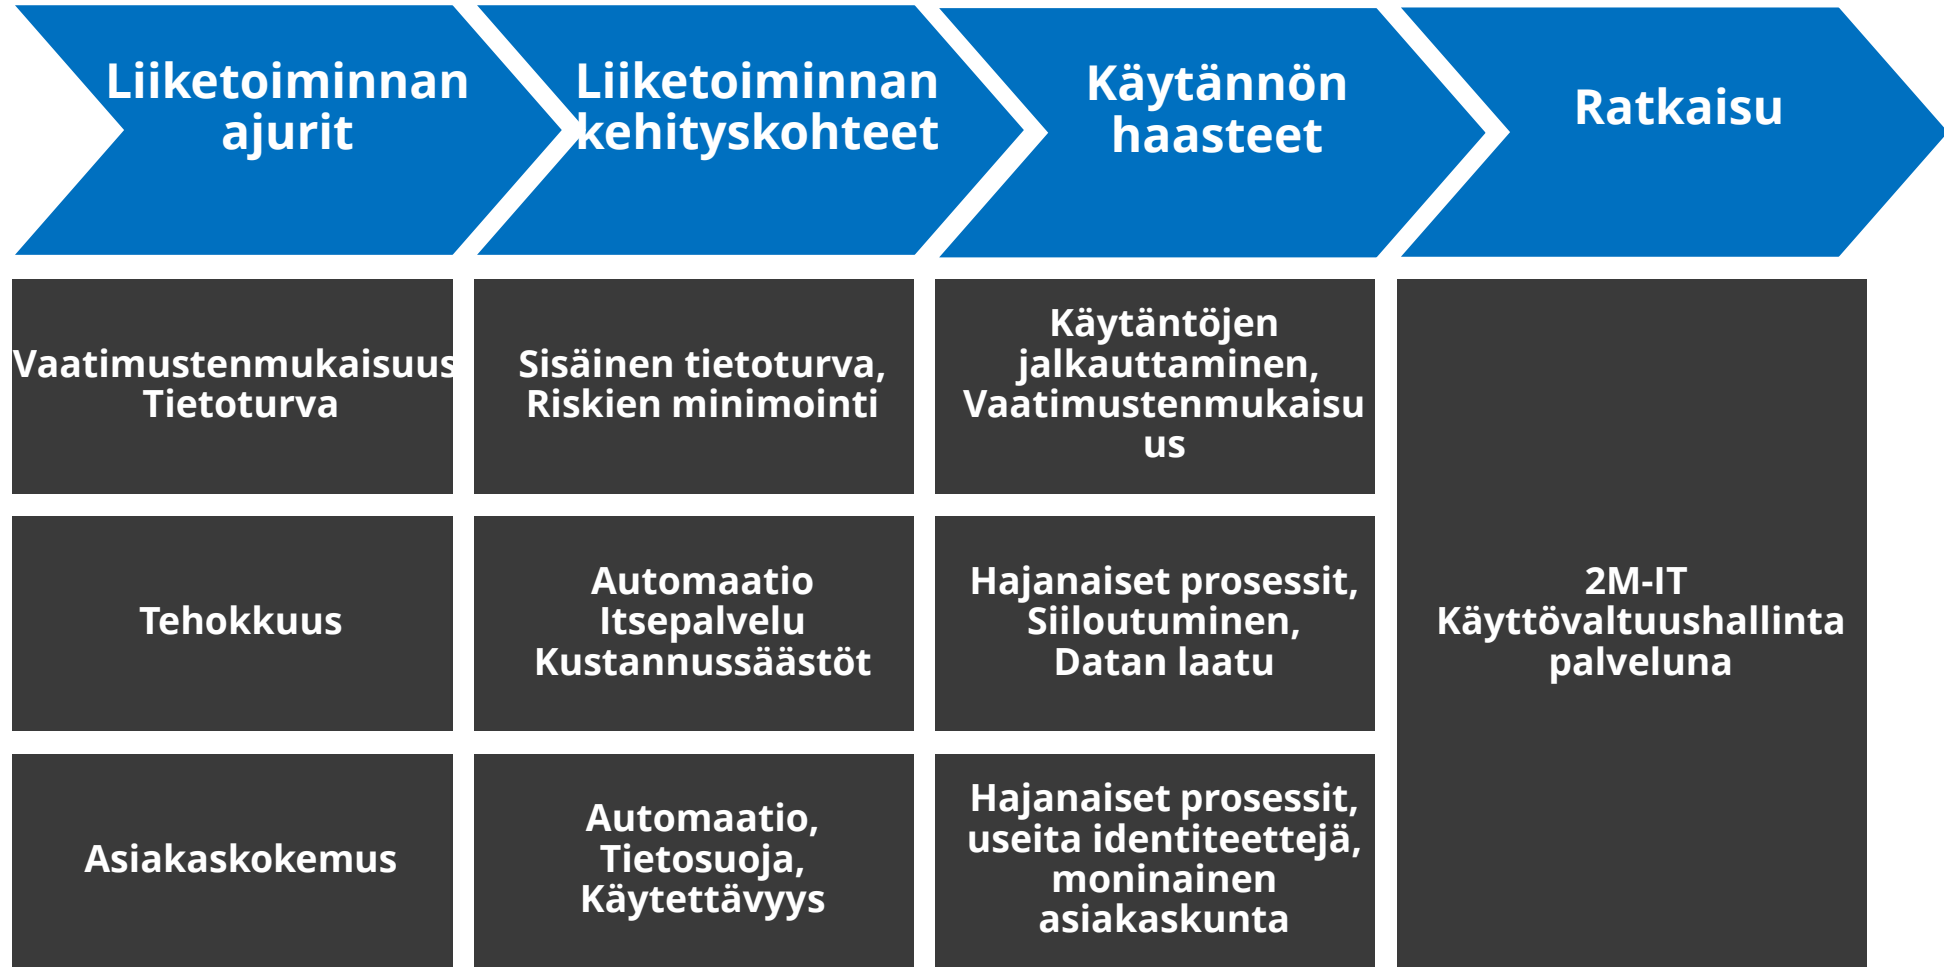 Liiketoiminnan
ajurit
Liiketoiminnan
kehityskohteet
Käytännön
haasteet
Ratkaisu
Vaatimustenmukaisuus
Tietoturva
Sisäinen tietoturva,
Riskien minimointi
Käytäntöjen
jalkauttaminen,
Vaatimustenmukaisu
us
Tehokkuus
Automaatio
Itsepalvelu
Kustannussäästöt
Hajanaiset prosessit,
Siiloutuminen,
Datan laatu
2M-IT
Käyttövaltuushallinta
palveluna
Asiakaskokemus
Automaatio,
Tietosuoja,
Käytettävyys
Hajanaiset prosessit,
useita identiteettejä,
moninainen
asiakaskunta